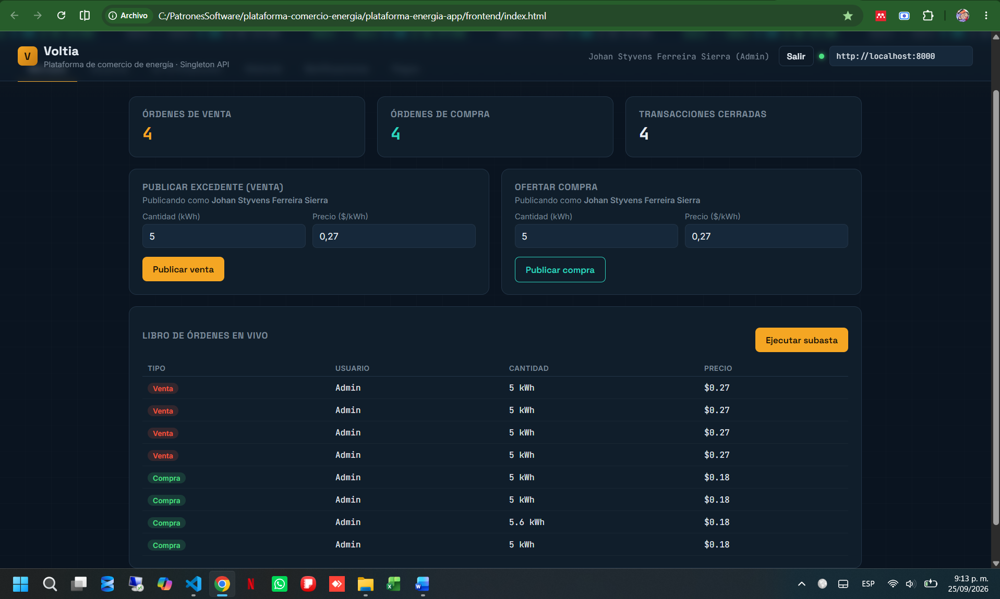 Archivo
C:/PatronesSoftware/plataforma-comercio-energia/plataforma-energia-app/frontend/index.html
V
Voltia
Plataforma de comercio de energía · Singleton API
Johan Styvens Ferreira Sierra (Admin)
Salir
http://localhost:8000
ÓRDENES DE VENTA
4
ÓRDENES DE COMPRA
4
TRANSACCIONES CERRADAS
4
PUBLICAR EXCEDENTE (VENTA)
Publicando como Johan Styvens Ferreira Sierra
Cantidad (kWh) Precio ($/kWh)
5 0,27
Publicar venta
OFERTAR COMPRA
Publicando como Johan Styvens Ferreira Sierra
Cantidad (kWh) Precio ($/kWh)
5 0,27
Publicar compra
LIBRO DE ÓRDENES EN VIVO
Ejecutar subasta
TIPO USUARIO CANTIDAD PRECIO
Venta Admin 5 kWh $0.27
Venta Admin 5 kWh $0.27
Venta Admin 5 kWh $0.27
Venta Admin 5 kWh $0.27
Compra Admin 5 kWh $0.18
Compra Admin 5 kWh $0.18
Compra Admin 5.6 kWh $0.18
Compra Admin 5 kWh $0.18
ESP
9:13 p. m.
25/09/2026